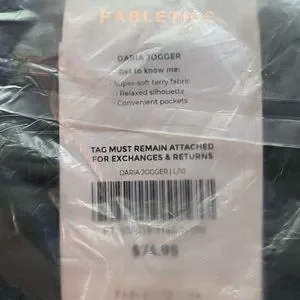 FABLETICS
DARIA JOGGER
Get to know me:
· Super-soft terry fabric
· Relaxed silhouette
· Convenient pockets
TAG MUST REMAIN ATTACHED
FOR EXCHANGES & RETURNS
DARIA JOGGER | L/10